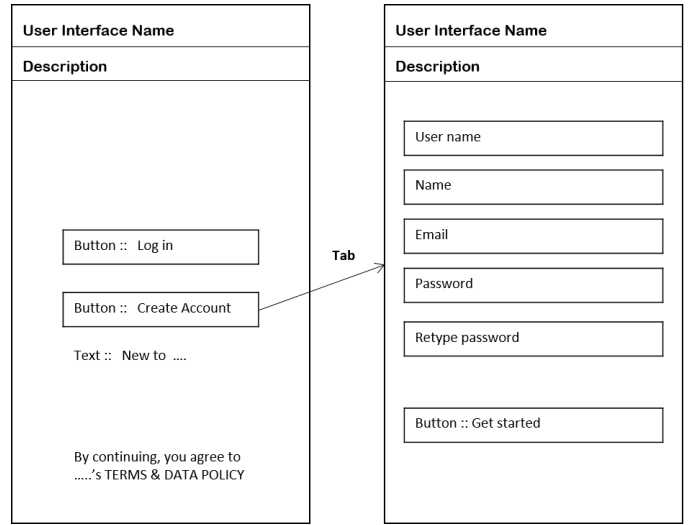 User Interface Name
Description
Button :: Log in
Button :: Create Account
Text :: New to ....
By continuing, you agree to
.....'s TERMS & DATA POLICY
Tab
User Interface Name
Description
User name
Name
Email
Password
Retype password
Button :: Get started